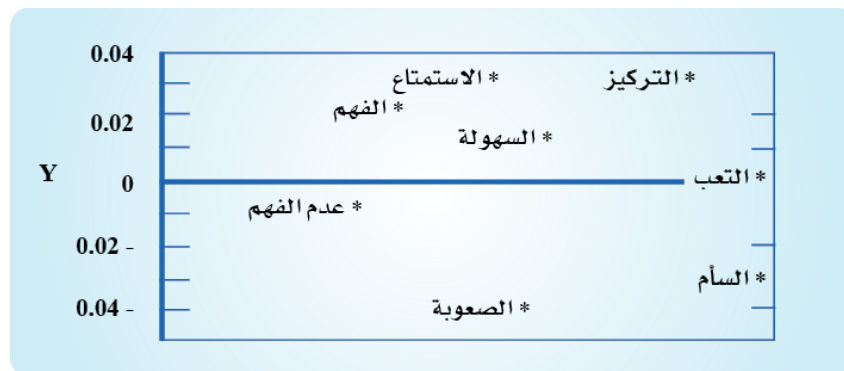 0.04
* التركيز
* الاستمتاع
* الفهم
0.02
* السهولة
Y
* التعب
0
* عدم الفهم
0.02 -
* السأم
0.04 -
* الصعوبة